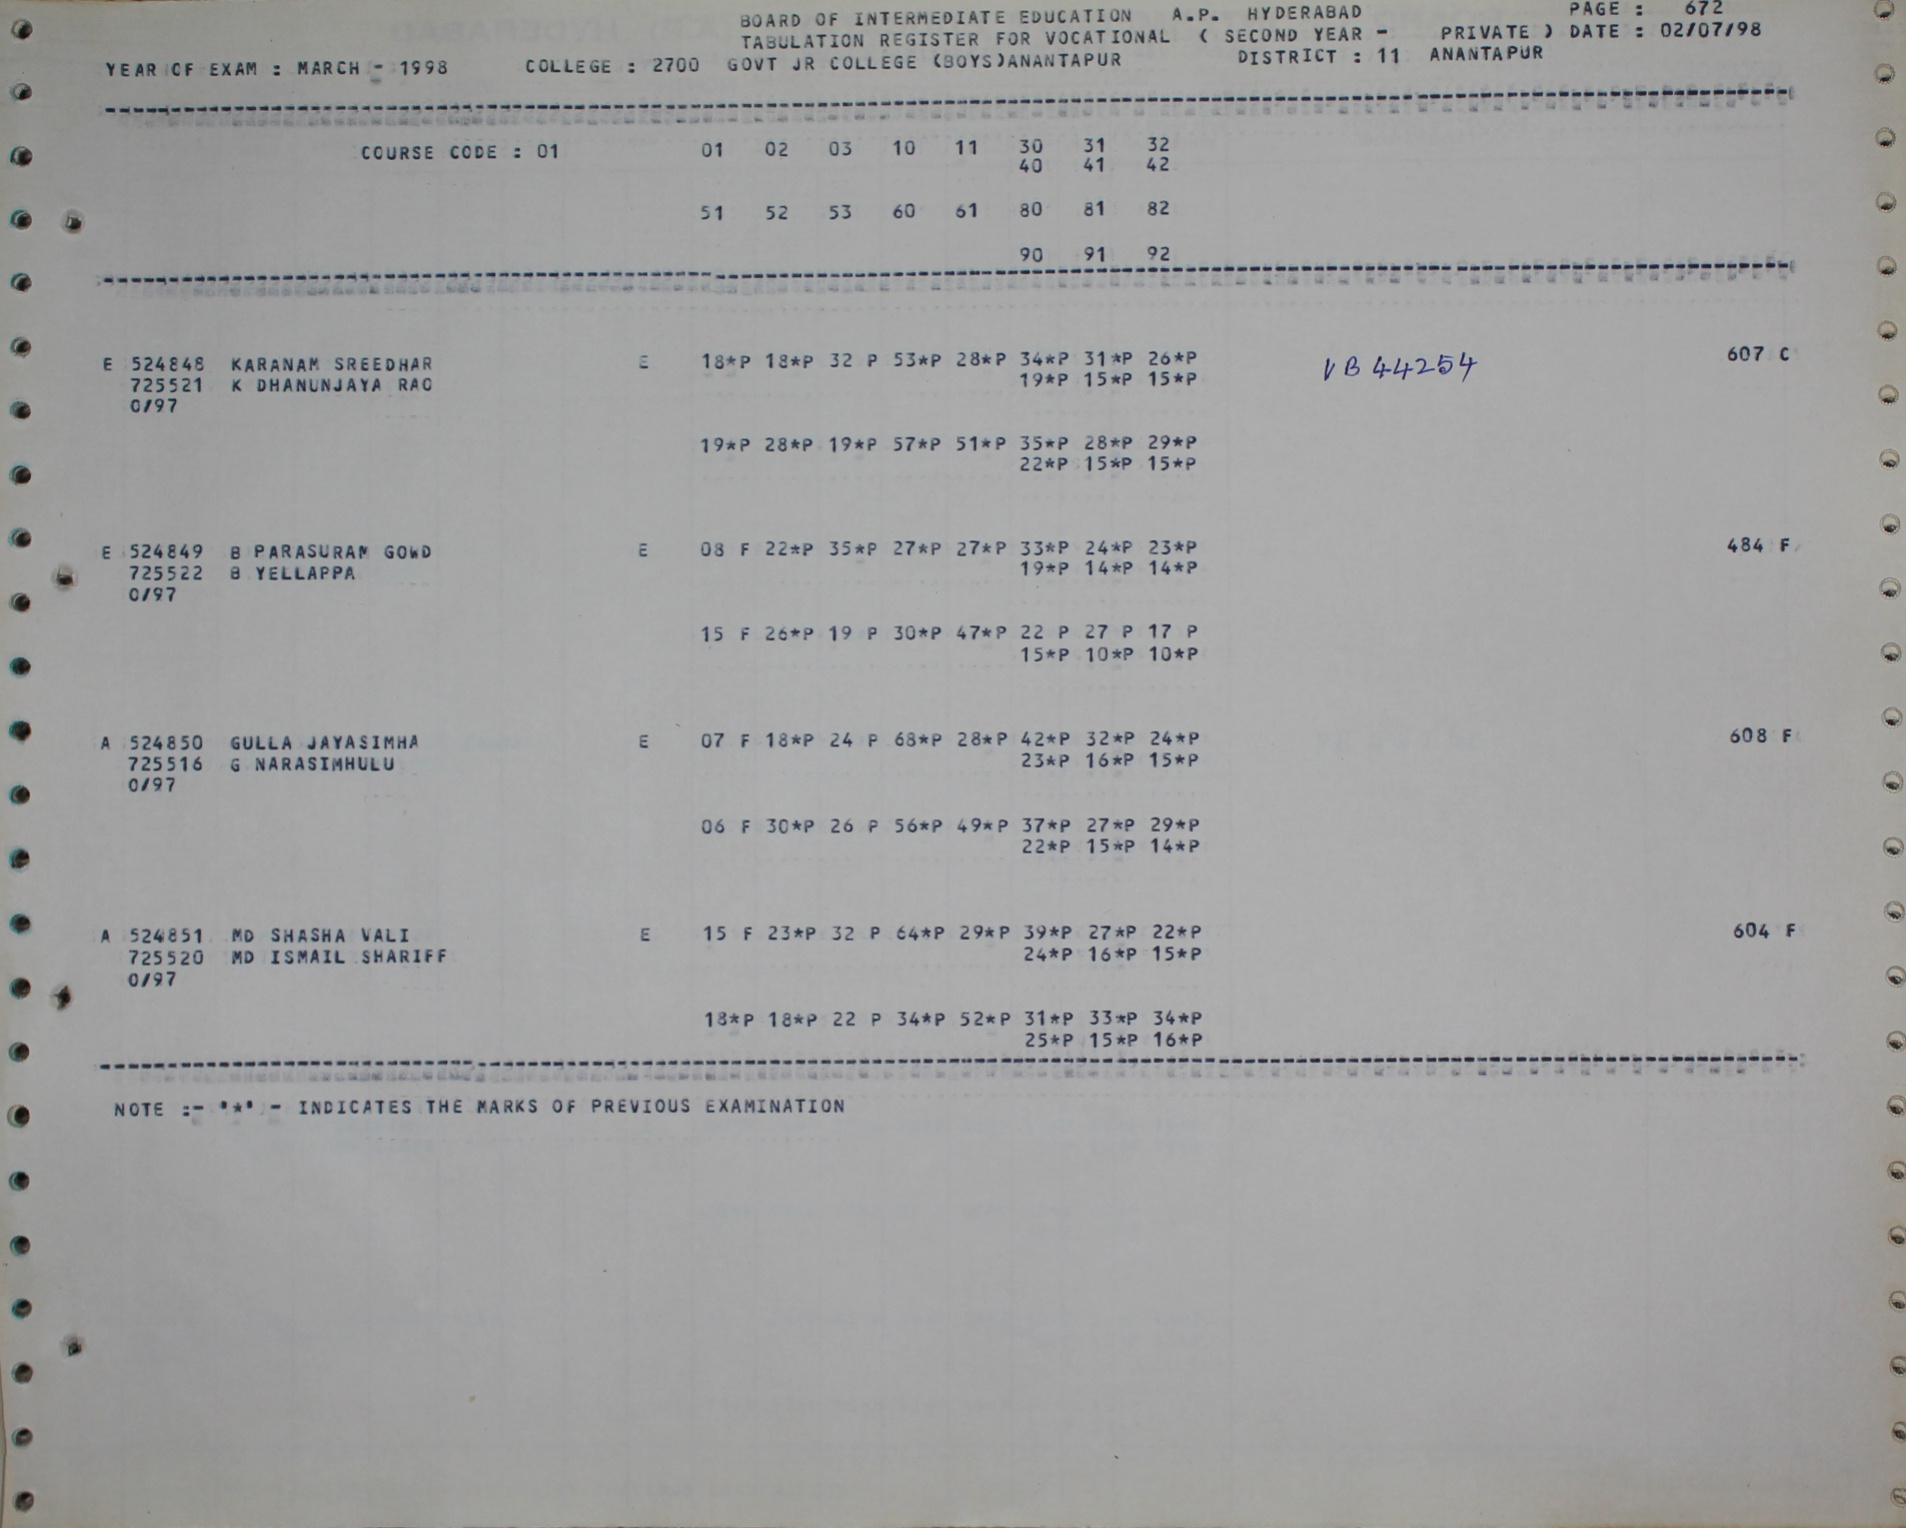 BOARD OF INTERMEDIATE EDUCATION A.P. HYDERABAD PAGE : 672
TABULATION REGISTER FOR VOCATIONAL ( SECOND YEAR - PRIVATE ) DATE : 02/07/98
YEAR OF EXAM : MARCH - 1998 COLLEGE : 2700 GOVT JR COLLEGE (BOYS)ANANTAPUR DISTRICT : 11 ANANTAPUR
COURSE CODE : 01 01 02 03 10 11 30 31 32
40 41 42
51 52 53 60 61 80 81 82
90 91 92
E 524848 KARANAM SREEDHAR E 18*P 18*P 32 P 53*P 28*P 34*P 31*P 26*P VB 44254 607 C
725521 K DHANUNJAYA RAO 19*P 15*P 15*P
0/97
19*P 28*P 19*P 57*P 51*P 35*P 28*P 29*P
22*P 15*P 15*P
E 524849 B PARASURAM GOWD E 08 F 22*P 35*P 27*P 27*P 33*P 24*P 23*P 484 F
725522 B YELLAPPA 19*P 14*P 14*P
0/97
15 F 26*P 19 P 30*P 47*P 22 P 27 P 17 P
15*P 10*P 10*P
A 524850 GULLA JAYASIMHA E 07 F 18*P 24 P 68*P 28*P 42*P 32*P 24*P 608 F
725516 G NARASIMHULU 23*P 16*P 15*P
0/97
06 F 30*P 26 P 56*P 49*P 37*P 27*P 29*P
22*P 15*P 14*P
A 524851 MD SHASHA VALI E 15 F 23*P 32 P 64*P 29*P 39*P 27*P 22*P 604 F
725520 MD ISMAIL SHARIFF 24*P 16*P 15*P
0/97
18*P 18*P 22 P 34*P 52*P 31*P 33*P 34*P
25*P 15*P 16*P
NOTE :- '*' - INDICATES THE MARKS OF PREVIOUS EXAMINATION